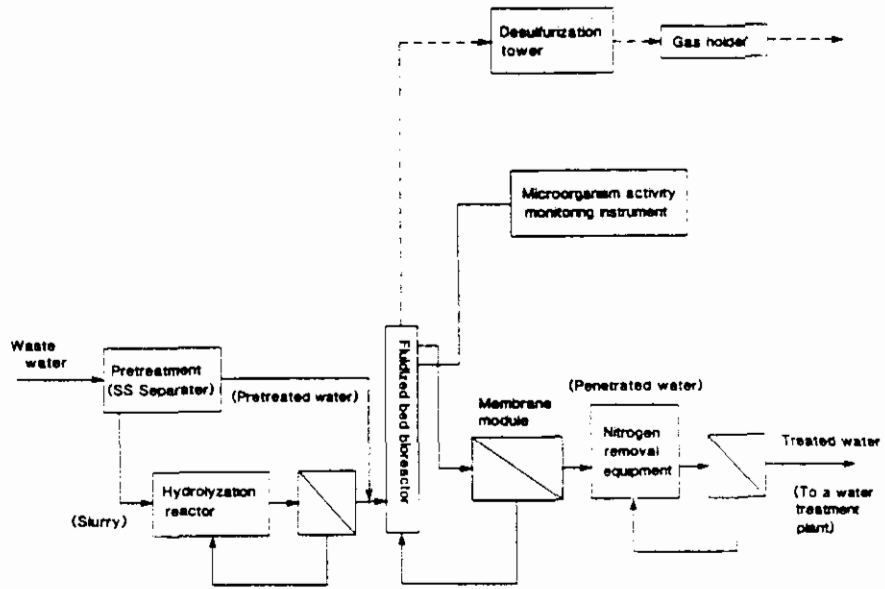 Desulfurization
tower
Gas holder
Microorganism activity
monitoring instrument
Waste
water
Pretreatment
(SS Separater)
(Pretreated water)
Fluidized bed bioreactor
Membrane
module
(Penetrated water)
Nitrogen
removal
equipment
Treated water
(To a water
treatment
plant)
(Slurry)
Hydrolyzation
reactor